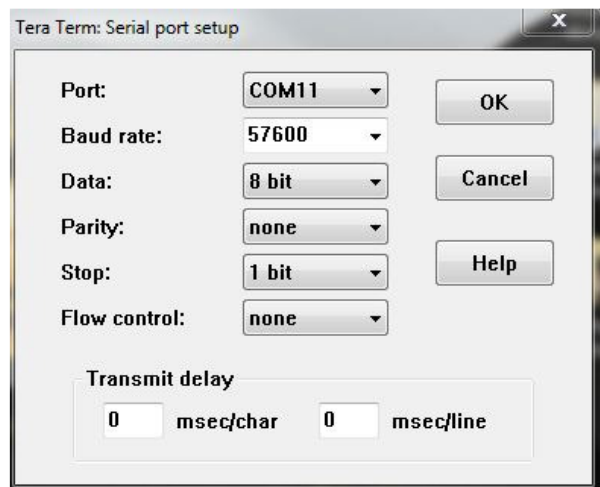 Tera Term: Serial port setup
x
Port: COM11 OK
Baud rate: 57600
Data: 8 bit Cancel
Parity: none
Stop: 1 bit Help
Flow control: none
Transmit delay
0 msec/char 0 msec/line